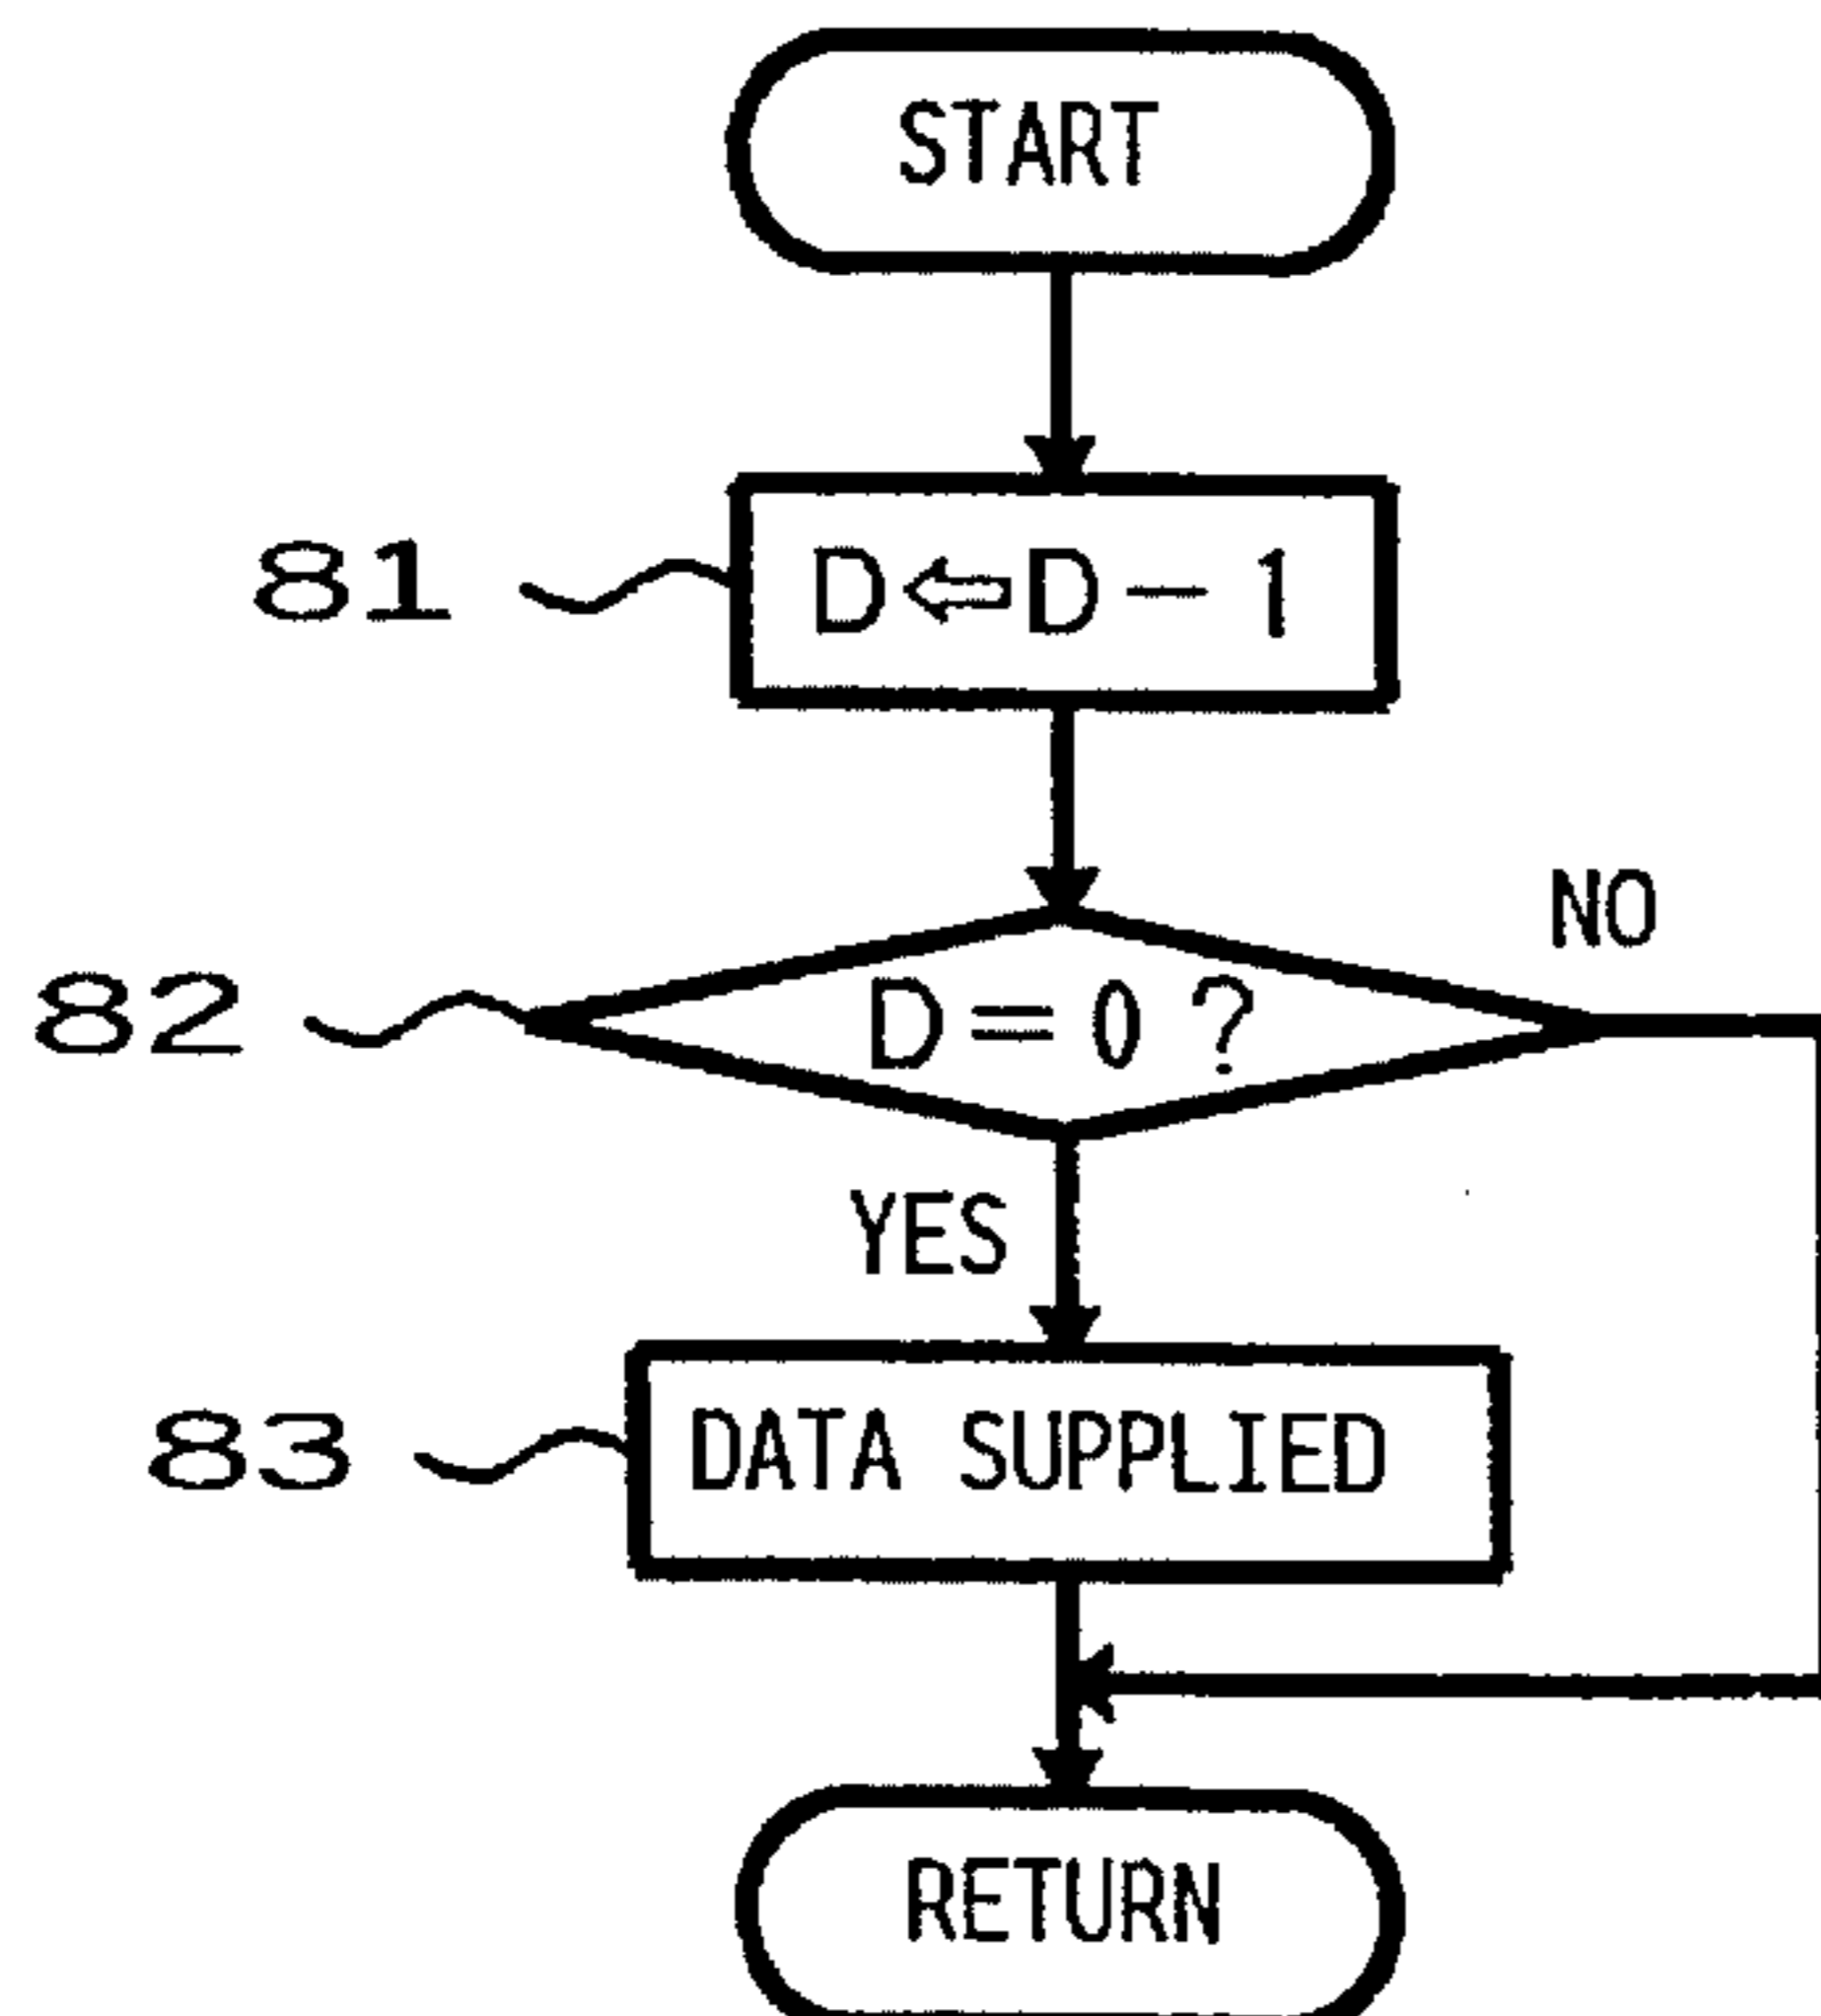 START
81 D⇦D-1
NO
82 D=0?
YES
83 DATA SUPPLIED
RETURN